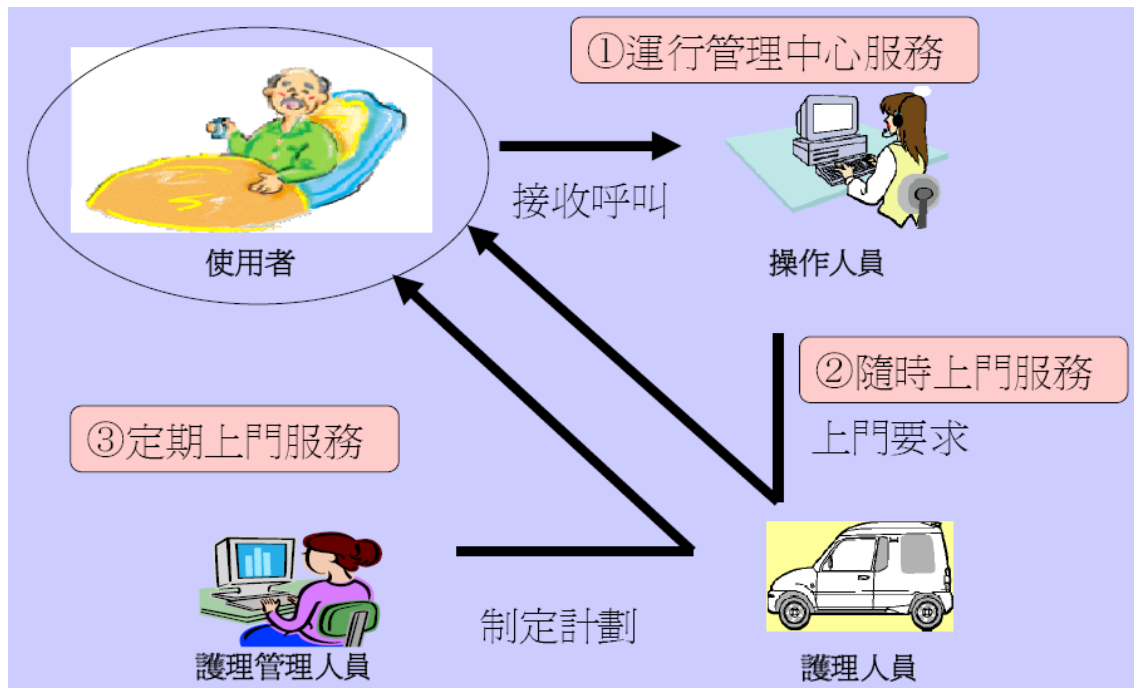 ①運行管理中心服務
接收呼叫
使用者
操作人員
②隨時上門服務
上門要求
③定期上門服務
制定計劃
護理管理人員
護理人員